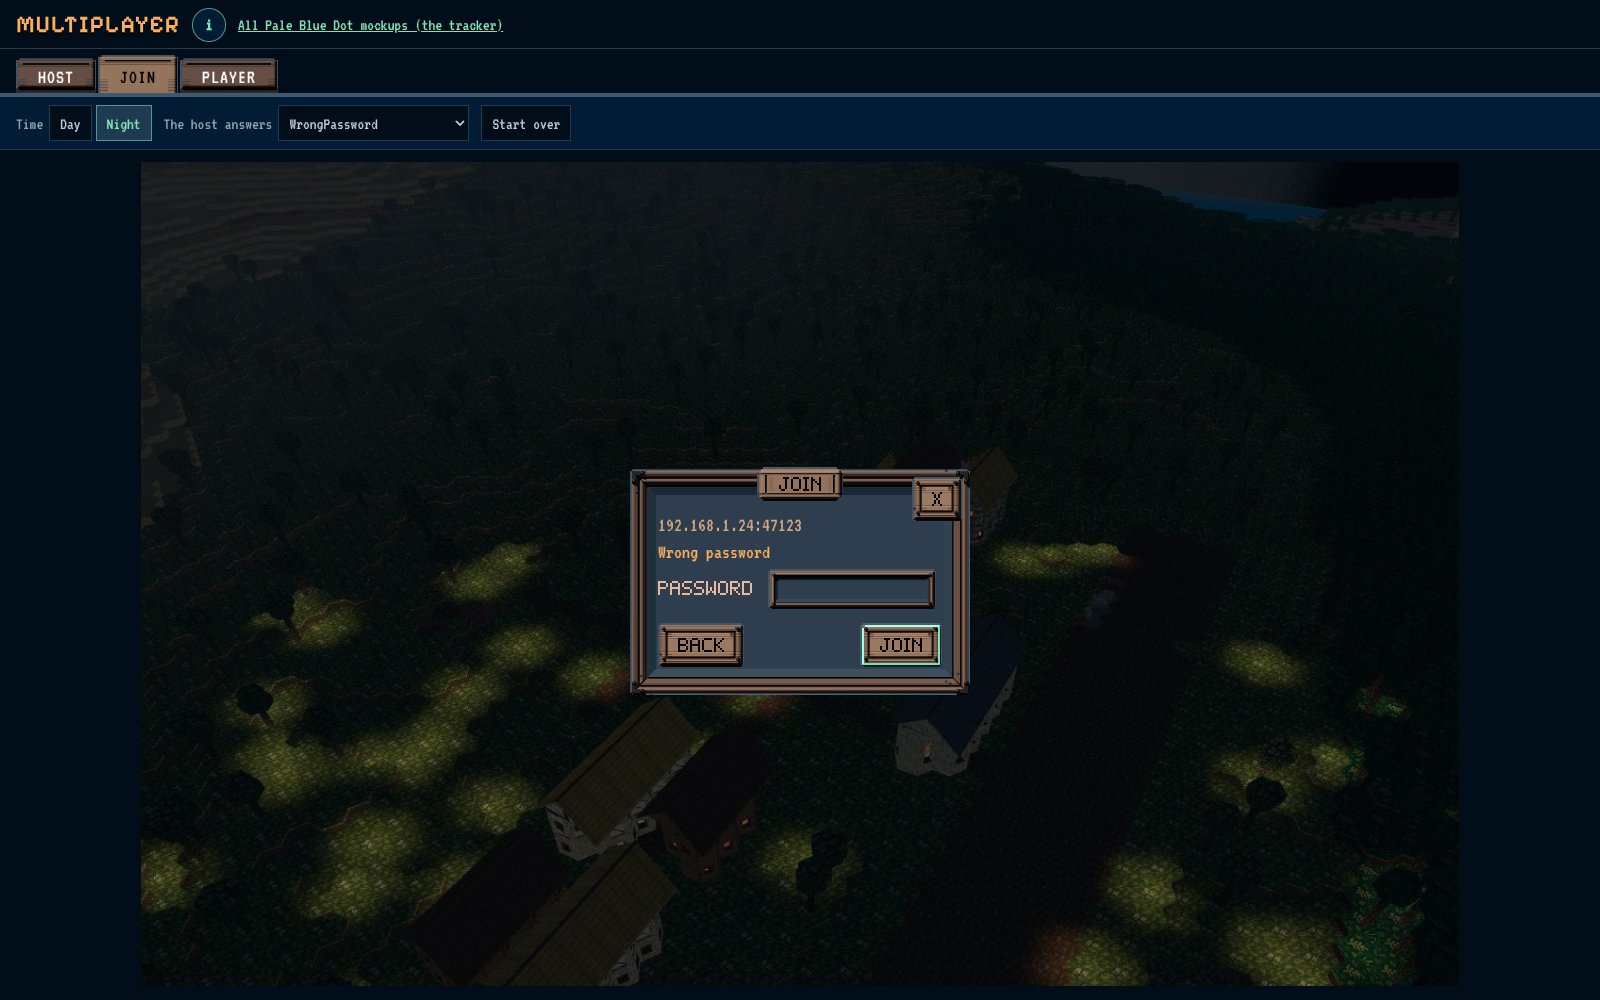 MULTIPLAYER
i
All Pale Blue Dot mockups (the tracker)
HOST
JOIN
PLAYER
Time
Day
Night
The host answers
WrongPassword
Start over
JOIN
X
192.168.1.24:47123
Wrong password
PASSWORD
BACK
JOIN